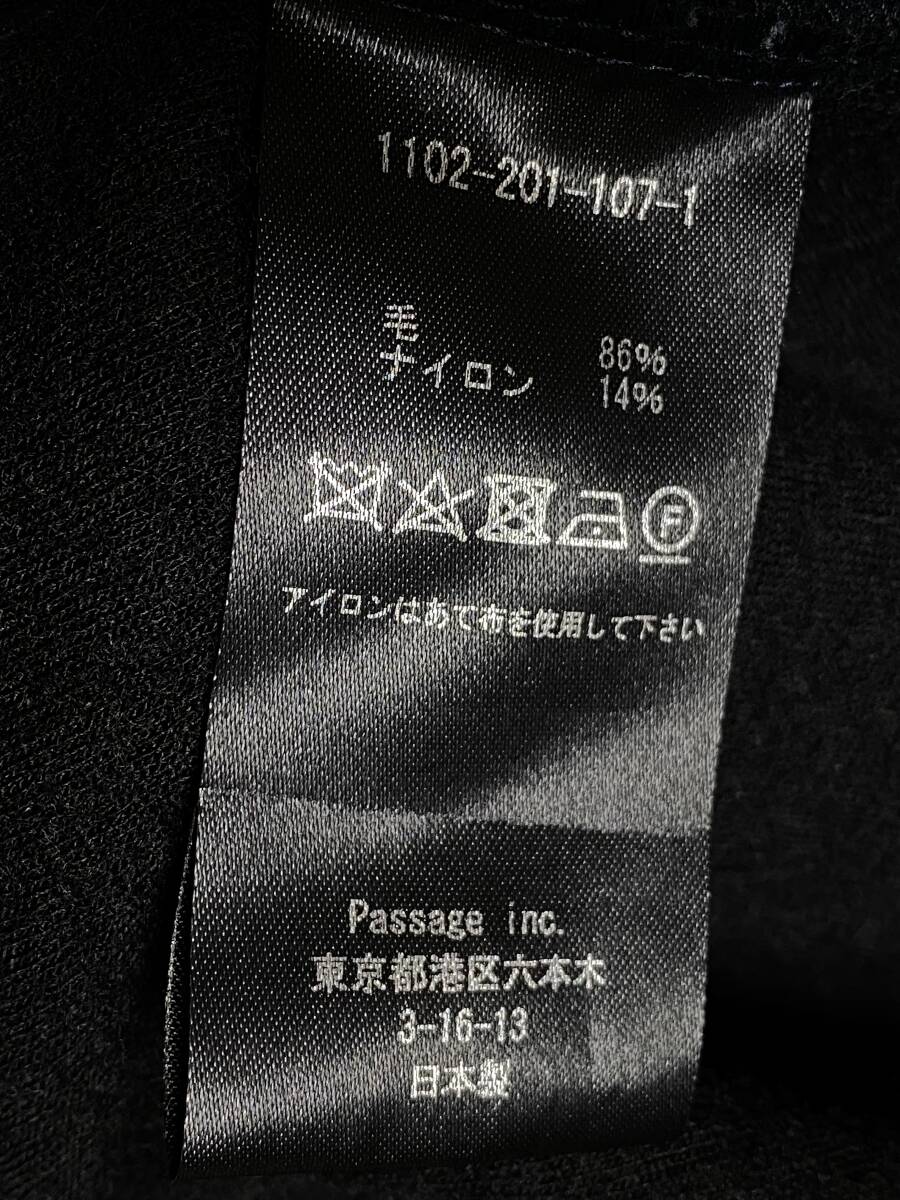 1102-201-107-1
毛 86%
ナイロン 14%
F
アイロンはあて布を使用して下さい
Passage inc.
東京都港区六本木
3-16-13
日本製